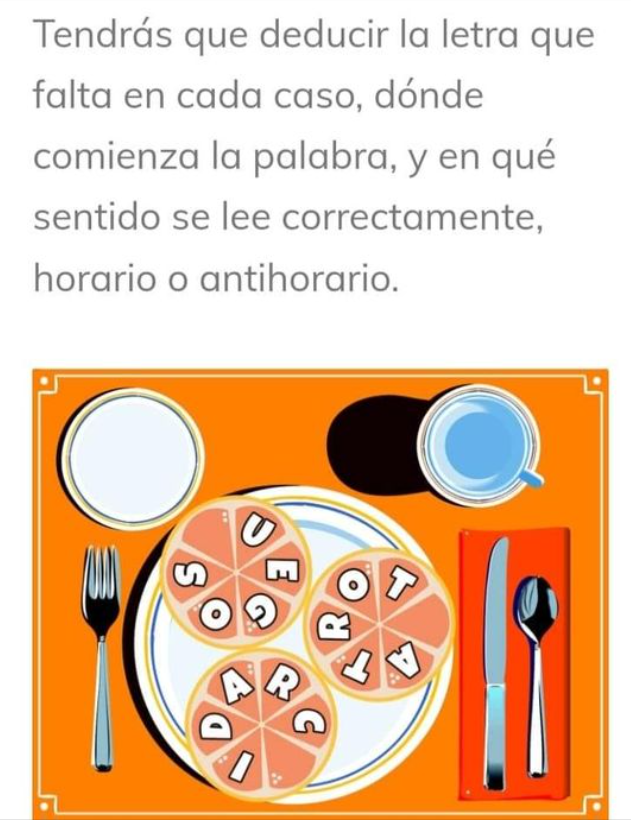 Tendrás que deducir la letra que
falta en cada caso, dónde
comienza la palabra, y en qué
sentido se lee correctamente,
horario o antihorario.
U
E
G
O
S
O
T
A
T
R
A
R
G
I
D